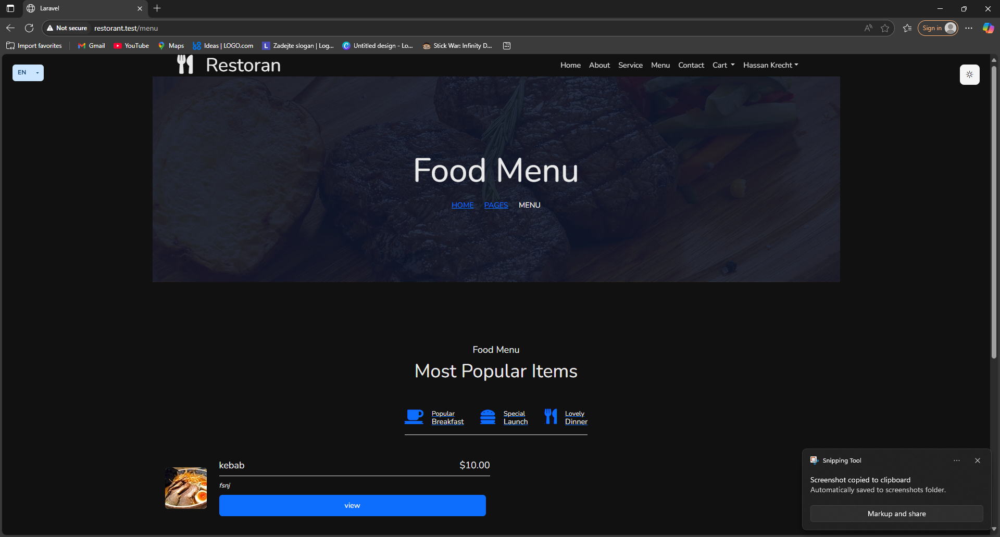 Laravel
Not secure restorant.test/menu
Sign in
Import favorites Gmail YouTube Maps Ideas | LOGO.com Zadejte slogan | Log... Untitled design - Lo... Stick War: Infinity D...
EN
Restoran
Home About Service Menu Contact Cart Hassan Krecht
Food Menu
HOME PAGES MENU
Food Menu
Most Popular Items
Popular
Breakfast
Special
Launch
Lovely
Dinner
kebab $10.00
fsnj
view
Snipping Tool
Screenshot copied to clipboard
Automatically saved to screenshots folder.
Markup and share